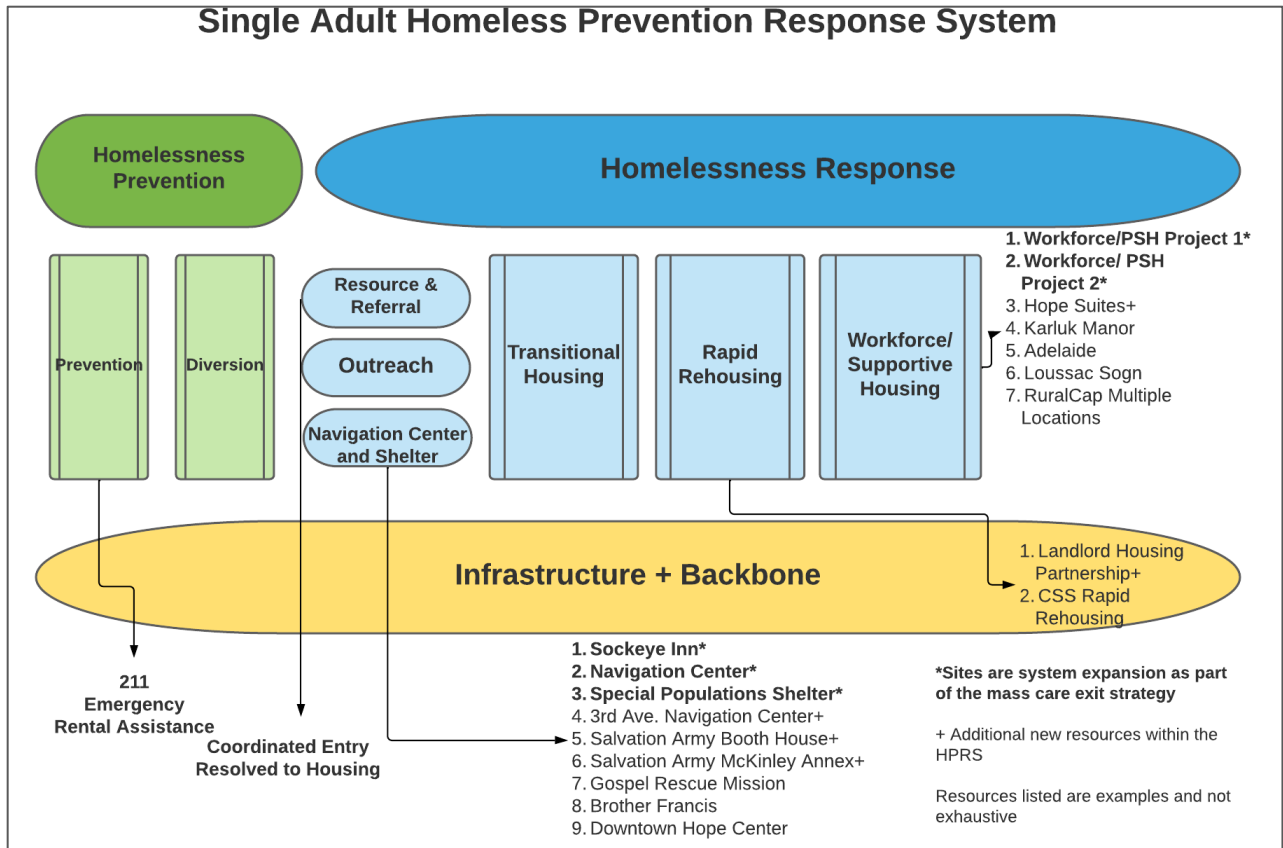 Single Adult Homeless Prevention Response System
Homelessness
Prevention
Homelessness Response
Prevention
Diversion
Resource &
Referral
Outreach
Navigation Center
and Shelter
Transitional
Housing
Rapid
Rehousing
Workforce/
Supportive
Housing
1. Workforce/PSH Project 1*
2. Workforce/ PSH
Project 2*
3. Hope Suites+
4. Karluk Manor
5. Adelaide
6. Loussac Sogn
7. RuralCap Multiple
Locations
Infrastructure + Backbone
1. Landlord Housing
Partnership+
2. CSS Rapid
Rehousing
211
Emergency
Rental Assistance
Coordinated Entry
Resolved to Housing
1. Sockeye Inn*
2. Navigation Center*
3. Special Populations Shelter*
4. 3rd Ave. Navigation Center+
5. Salvation Army Booth House+
6. Salvation Army McKinley Annex+
7. Gospel Rescue Mission
8. Brother Francis
9. Downtown Hope Center
*Sites are system expansion as part
of the mass care exit strategy
+ Additional new resources within the
HPRS
Resources listed are examples and not
exhaustive